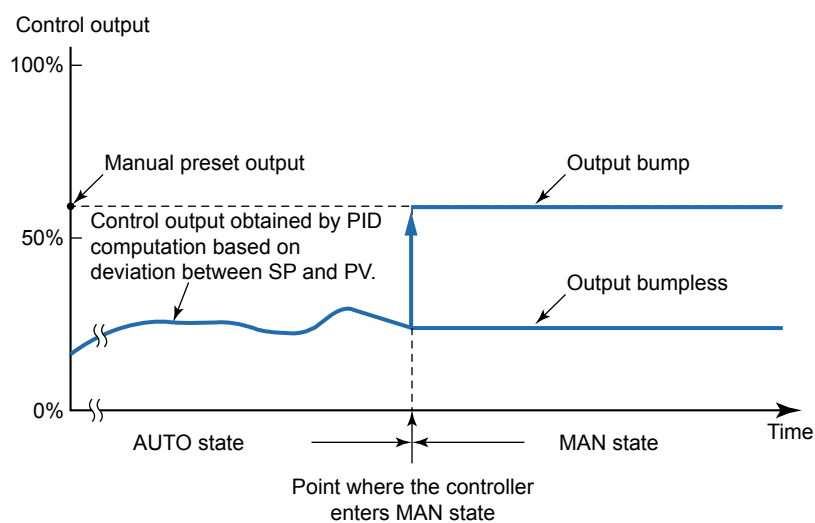 Control output
100%
Manual preset output
Output bump
Control output obtained by PID
computation based on
deviation between SP and PV.
50%
Output bumpless
0%
Time
AUTO state
MAN state
Point where the controller
enters MAN state